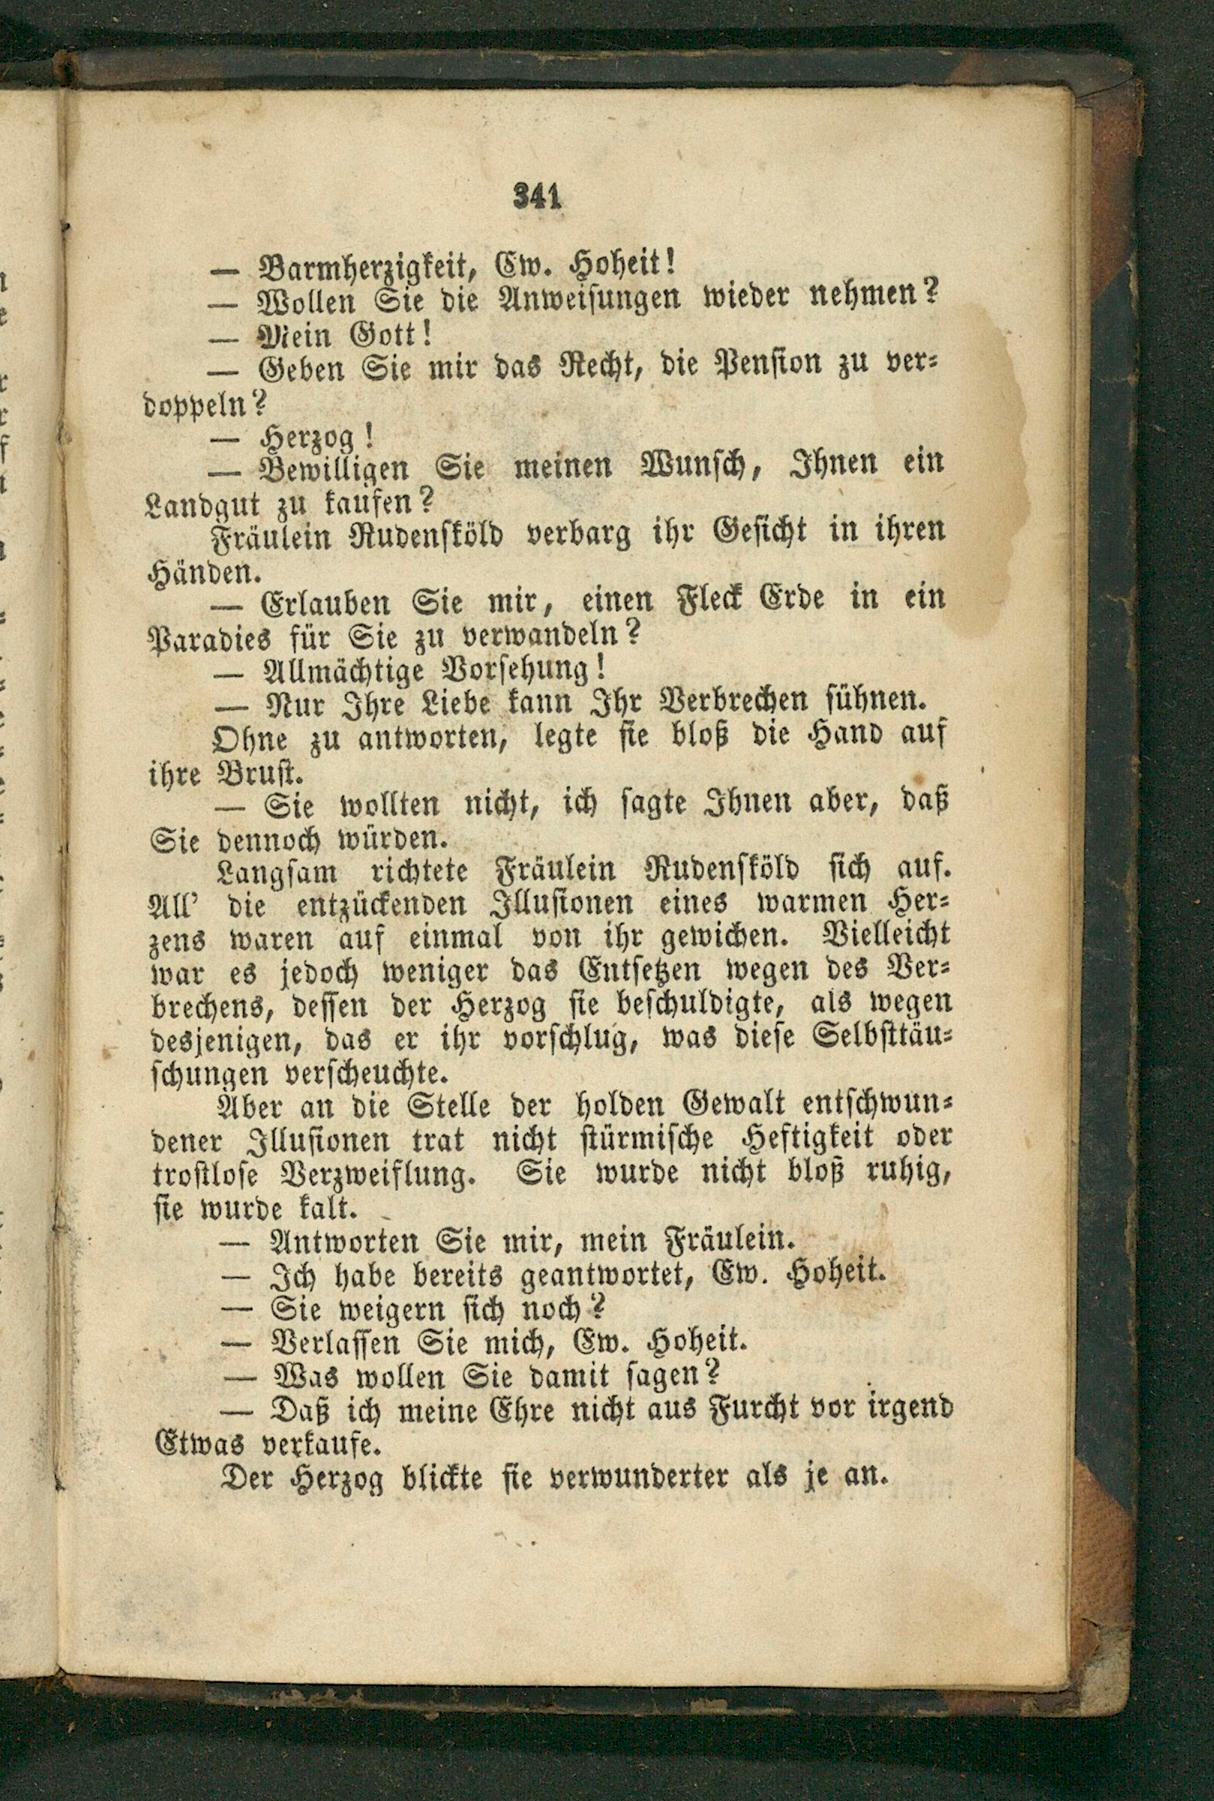 341
— Barmherzigkeit, Ew. Hoheit!
— Wollen Sie die Anweisungen wieder nehmen?
— Mein Gott!
— Geben Sie mir das Recht, die Pension zu ver-
doppeln?
— Herzog!
— Bewilligen Sie meinen Wunsch, Ihnen ein
Landgut zu kaufen?
Fräulein Rudensköld verbarg ihr Gesicht in ihren
Händen.
— Erlauben Sie mir, einen Fleck Erde in ein
Paradies für Sie zu verwandeln?
— Allmächtige Vorsehung!
— Nur Ihre Liebe kann Ihr Verbrechen sühnen.
Ohne zu antworten, legte sie bloß die Hand auf
ihre Brust.
— Sie wollten nicht, ich sagte Ihnen aber, daß
Sie dennoch würden.
Langsam richtete Fräulein Rudensköld sich auf.
All' die entzückenden Illusionen eines warmen Her-
zens waren auf einmal von ihr gewichen. Vielleicht
war es jedoch weniger das Entsetzen wegen des Ver-
brechens, dessen der Herzog sie beschuldigte, als wegen
desjenigen, das er ihr vorschlug, was diese Selbsttäu-
schungen verscheuchte.
Aber an die Stelle der holden Gewalt entschwun-
dener Illusionen trat nicht stürmische Heftigkeit oder
trostlose Verzweiflung. Sie wurde nicht bloß ruhig,
sie wurde kalt.
— Antworten Sie mir, mein Fräulein.
— Ich habe bereits geantwortet, Ew. Hoheit.
— Sie weigern sich noch?
— Verlassen Sie mich, Ew. Hoheit.
— Was wollen Sie damit sagen?
— Daß ich meine Ehre nicht aus Furcht vor irgend
Etwas verkaufe.
Der Herzog blickte sie verwunderter als je an.